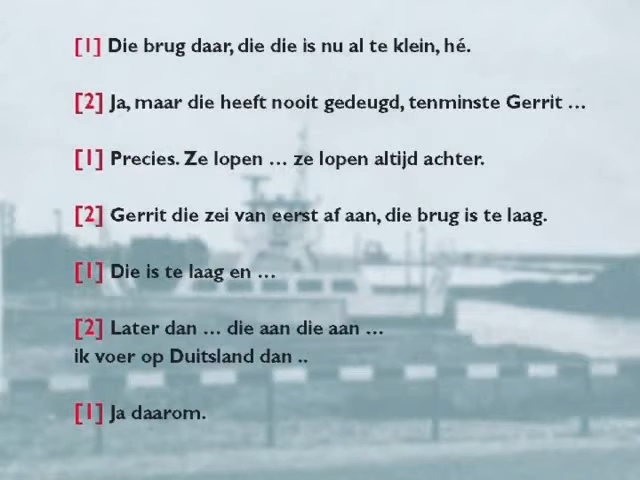 [1] Die brug daar, die die is nu al te klein, hé.
[2] Ja, maar die heeft nooit gedeugd, tenminste Gerrit …
[1] Precies. Ze lopen … ze lopen altijd achter.
[2] Gerrit die zei van eerst af aan, die brug is te laag.
[1] Die is te laag en …
[2] Later dan … die aan die aan …
ik voer op Duitsland dan ..
[1] Ja daarom.